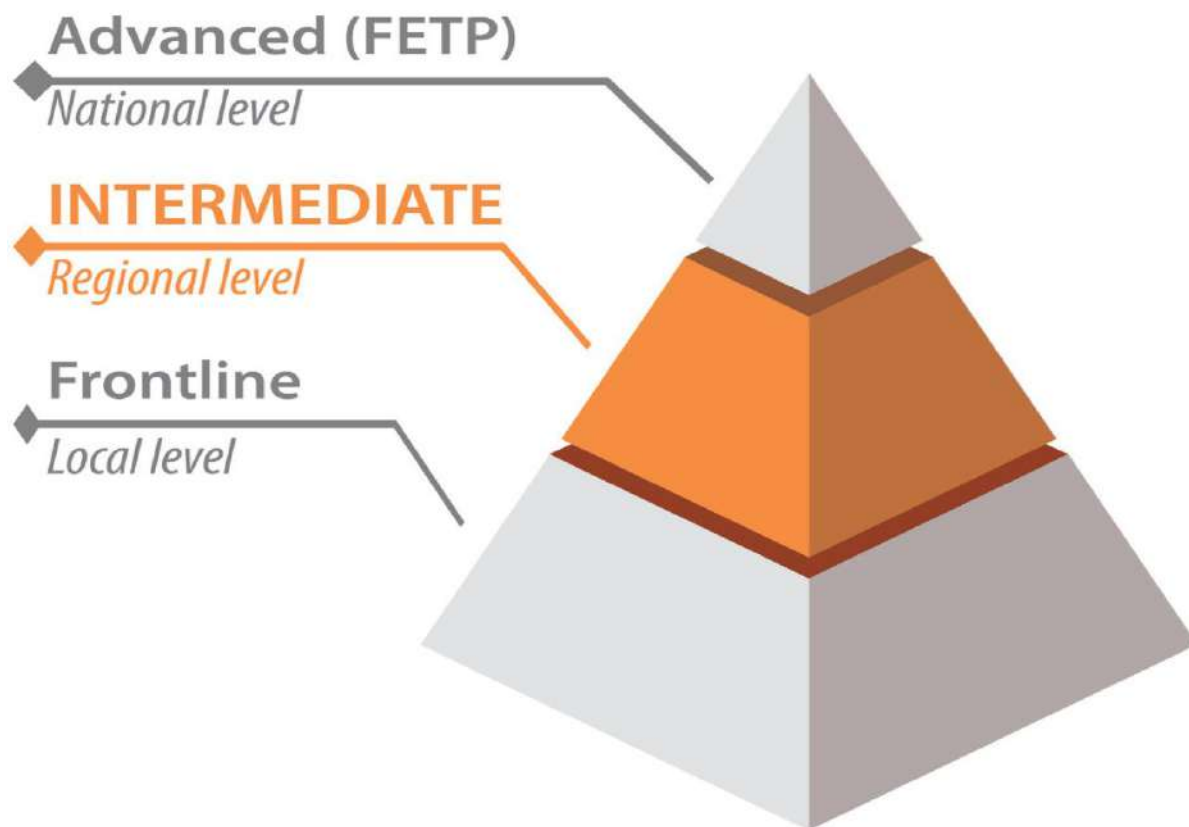 Advanced (FETP)
National level
INTERMEDIATE
Regional level
Frontline
Local level